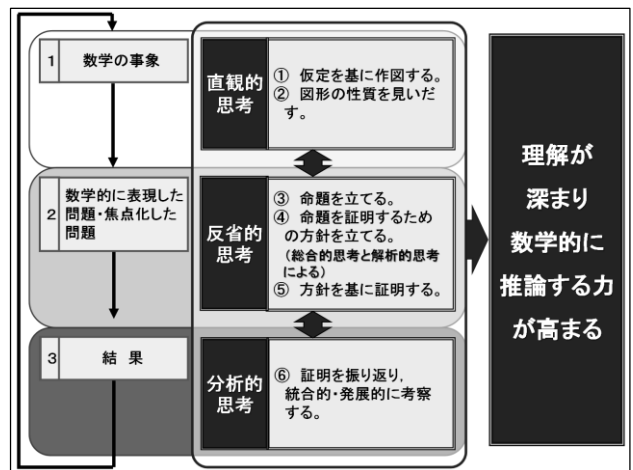 1 数学の事象
直観的
思考
① 仮定を基に作図する。
② 図形の性質を見いだ
す。
2 数学的に表現した
問題・焦点化した
問題
反省的
思考
③ 命題を立てる。
④ 命題を証明するため
の方針を立てる。
(総合的思考と解析的思考
による)
⑤ 方針を基に証明する。
3 結 果
分析的
思考
⑥ 証明を振り返り,
統合的・発展的に考察
する。
理解が
深まり
数学的に
推論する力
が高まる